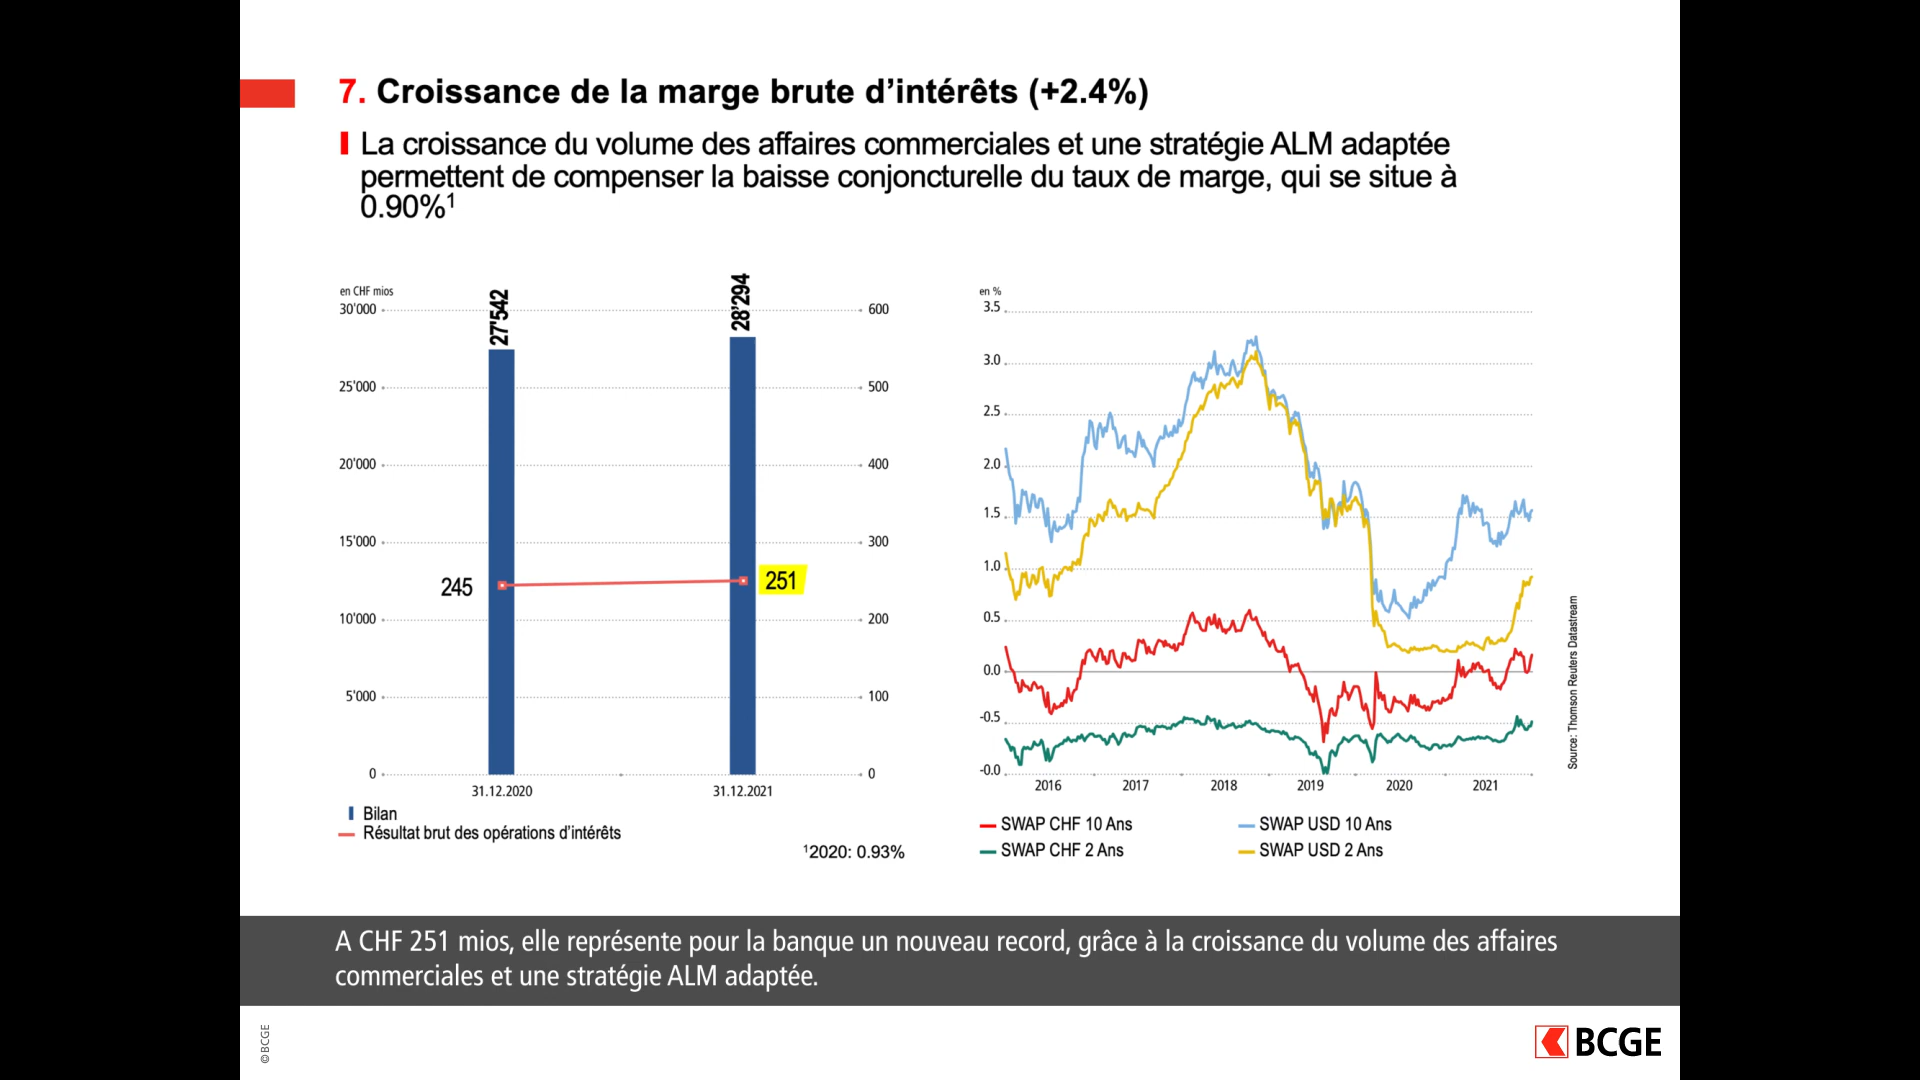 7. Croissance de la marge brute d’intérêts (+2.4%)
La croissance du volume des affaires commerciales et une stratégie ALM adaptée
permettent de compenser la baisse conjoncturelle du taux de marge, qui se situe à
0.90%¹
en CHF mios
30'000
25'000
20'000
15'000
10'000
5'000
0
27'542
28'294
245
251
600
500
400
300
200
100
0
31.12.2020
31.12.2021
Bilan
Résultat brut des opérations d’intérêts
¹2020: 0.93%
en %
3.5
3.0
2.5
2.0
1.5
1.0
0.5
0.0
-0.5
-0.0
2016
2017
2018
2019
2020
2021
SWAP CHF 10 Ans
SWAP USD 10 Ans
SWAP CHF 2 Ans
SWAP USD 2 Ans
Source: Thomson Reuters Datastream
A CHF 251 mios, elle représente pour la banque un nouveau record, grâce à la croissance du volume des affaires
commerciales et une stratégie ALM adaptée.
©BCGE
BCGE